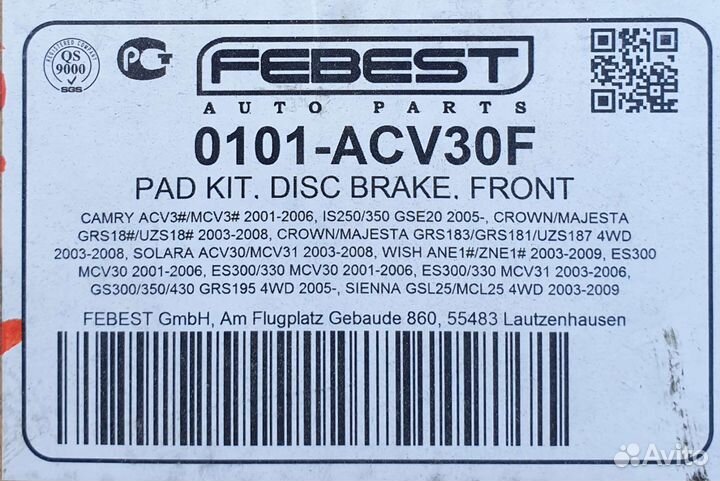 REGISTERED COMPANY
QS
9000
SGS
PCT
FEBEST
AUTO PARTS
0101-ACV30F
PAD KIT. DISC BRAKE. FRONT
CAMRY ACV3#/MCV3# 2001-2006, IS250/350 GSE20 2005-, CROWN/MAJESTA
GRS18#/UZS18# 2003-2008, CROWN/MAJESTA GRS183/GRS181/UZS187 4WD
2003-2008, SOLARA ACV30/MCV31 2003-2008, WISH ANE1#/ZNE1# 2003-2009, ES300
MCV30 2001-2006, ES300/330 MCV30 2001-2006, ES300/330 MCV31 2003-2006,
GS300/350/430 GRS195 4WD 2005-, SIENNA GSL25/MCL25 4WD 2003-2009
FEBEST GmbH, Am Flugplatz Gebaude 860, 55483 Lautzenhausen
Avito